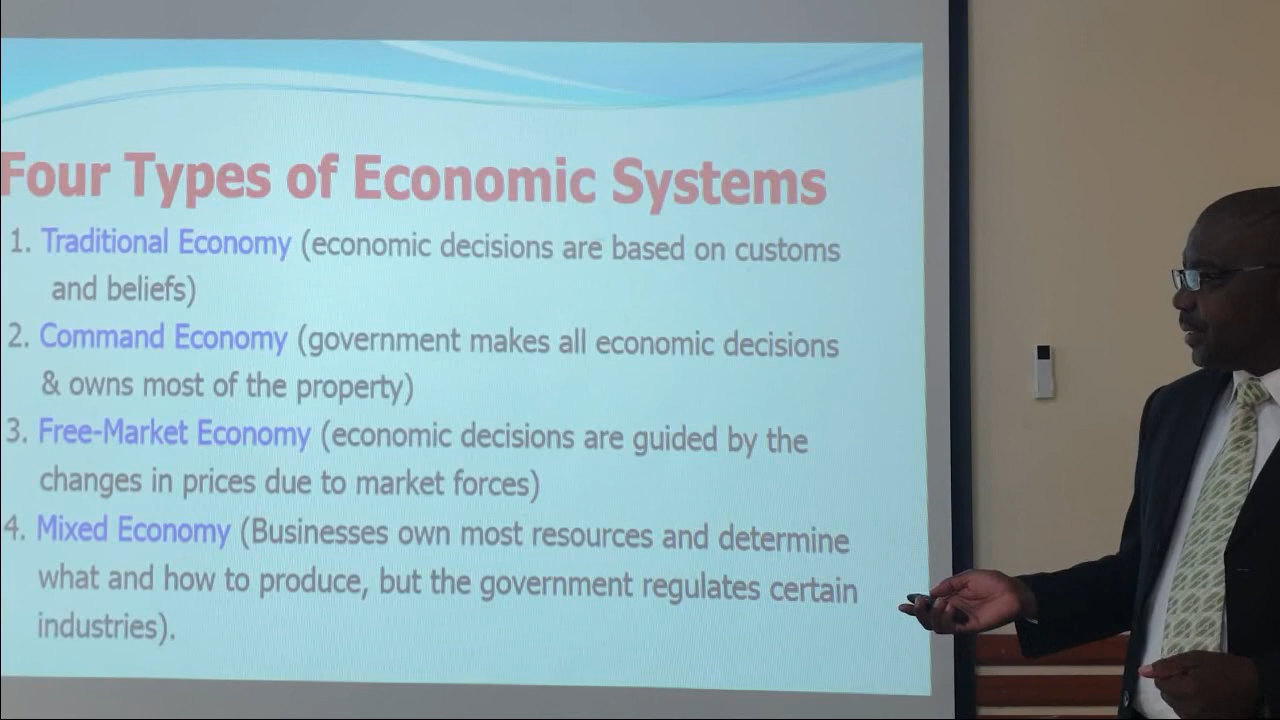 Four Types of Economic Systems
1. Traditional Economy (economic decisions are based on customs
and beliefs)
2. Command Economy (government makes all economic decisions
& owns most of the property)
3. Free-Market Economy (economic decisions are guided by the
changes in prices due to market forces)
4. Mixed Economy (Businesses own most resources and determine
what and how to produce, but the government regulates certain
industries).